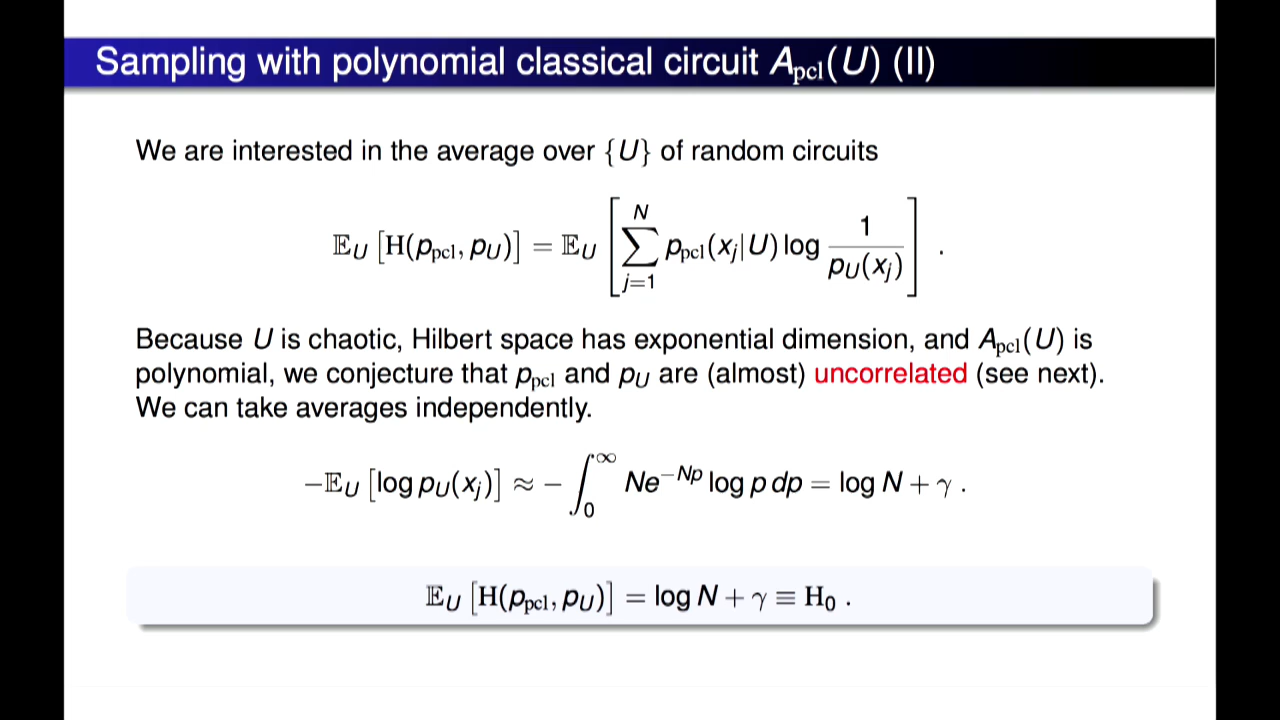 Sampling with polynomial classical circuit A_pcl(U) (II)
We are interested in the average over {U} of random circuits
𝔼_U [H(p_pcl, p_U)] = 𝔼_U [ ∑_{j=1}^{N} p_pcl(x_j|U) log 1/p_U(x_j) ] .
Because U is chaotic, Hilbert space has exponential dimension, and A_pcl(U) is
polynomial, we conjecture that p_pcl and p_U are (almost) uncorrelated (see next).
We can take averages independently.
−𝔼_U [log p_U(x_j)] ≈ − ∫_0^∞ Ne^{−Np} log p dp = log N + γ .
𝔼_U [H(p_pcl, p_U)] = log N + γ ≡ H_0 .